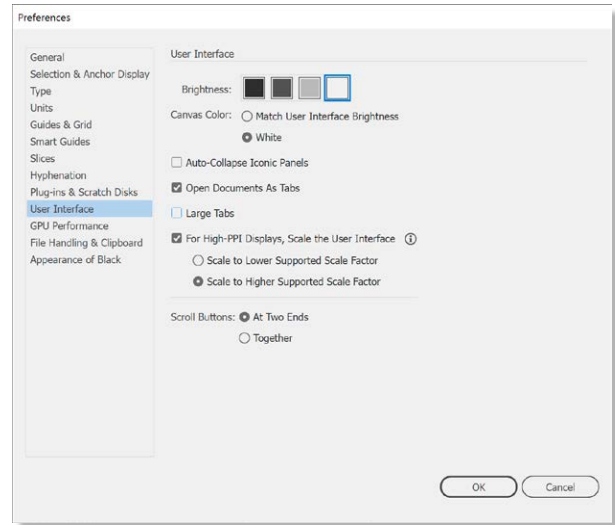 Preferences
General
Selection & Anchor Display
Type
Units
Guides & Grid
Smart Guides
Slices
Hyphenation
Plug-ins & Scratch Disks
User Interface
GPU Performance
File Handling & Clipboard
Appearance of Black
User Interface
Brightness:
Canvas Color: Match User Interface Brightness
White
Auto-Collapse Iconic Panels
Open Documents As Tabs
Large Tabs
For High-PPI Displays, Scale the User Interface
Scale to Lower Supported Scale Factor
Scale to Higher Supported Scale Factor
Scroll Buttons: At Two Ends
Together
OK Cancel